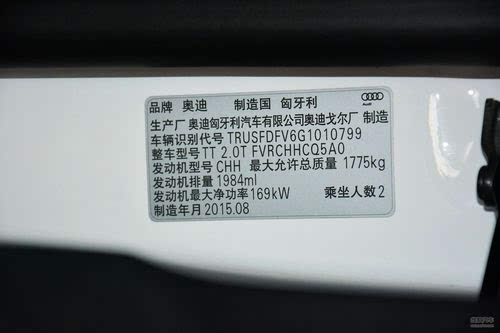 品牌 奥迪 制造国 匈牙利
Audi
生产厂 奥迪匈牙利汽车有限公司奥迪戈尔厂 制造
车辆识别代号 TRUSFDFV6G1010799
整车型号 TT 2.0T FVRCHHCQ5A0
发动机型号 CHH 最大允许总质量 1775kg
发动机排量 1984ml
发动机最大净功率 169kW 乘坐人数 2
制造年月 2015.08